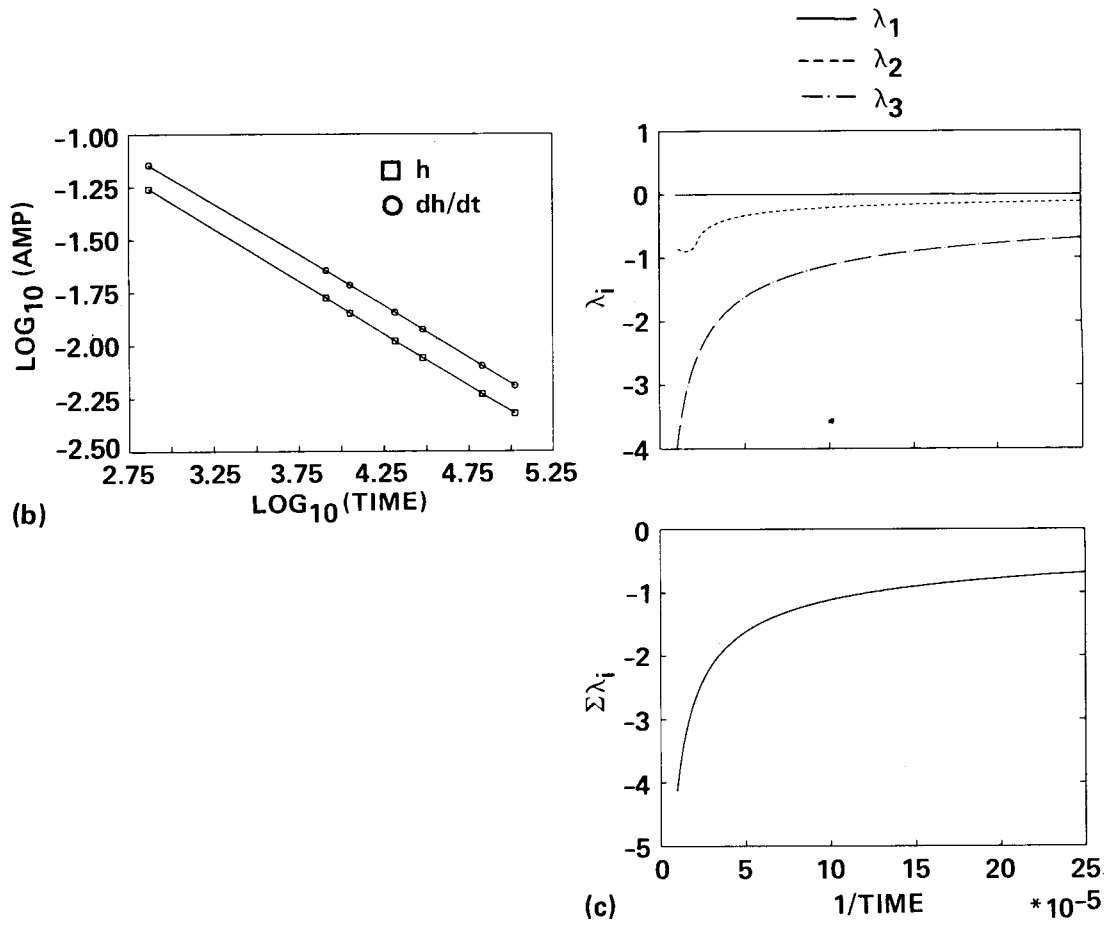 λ1
λ2
λ3
-1.00
-1.25
-1.50
-1.75
-2.00
-2.25
-2.50
LOG10 (AMP)
h
dh/dt
2.75 3.25 3.75 4.25 4.75 5.25
LOG10 (TIME)
(b)
1
0
-1
-2
-3
-4
λi
0
-1
-2
-3
-4
-5
Σλi
0 5 10 15 20 25
1/TIME *10-5
(c)